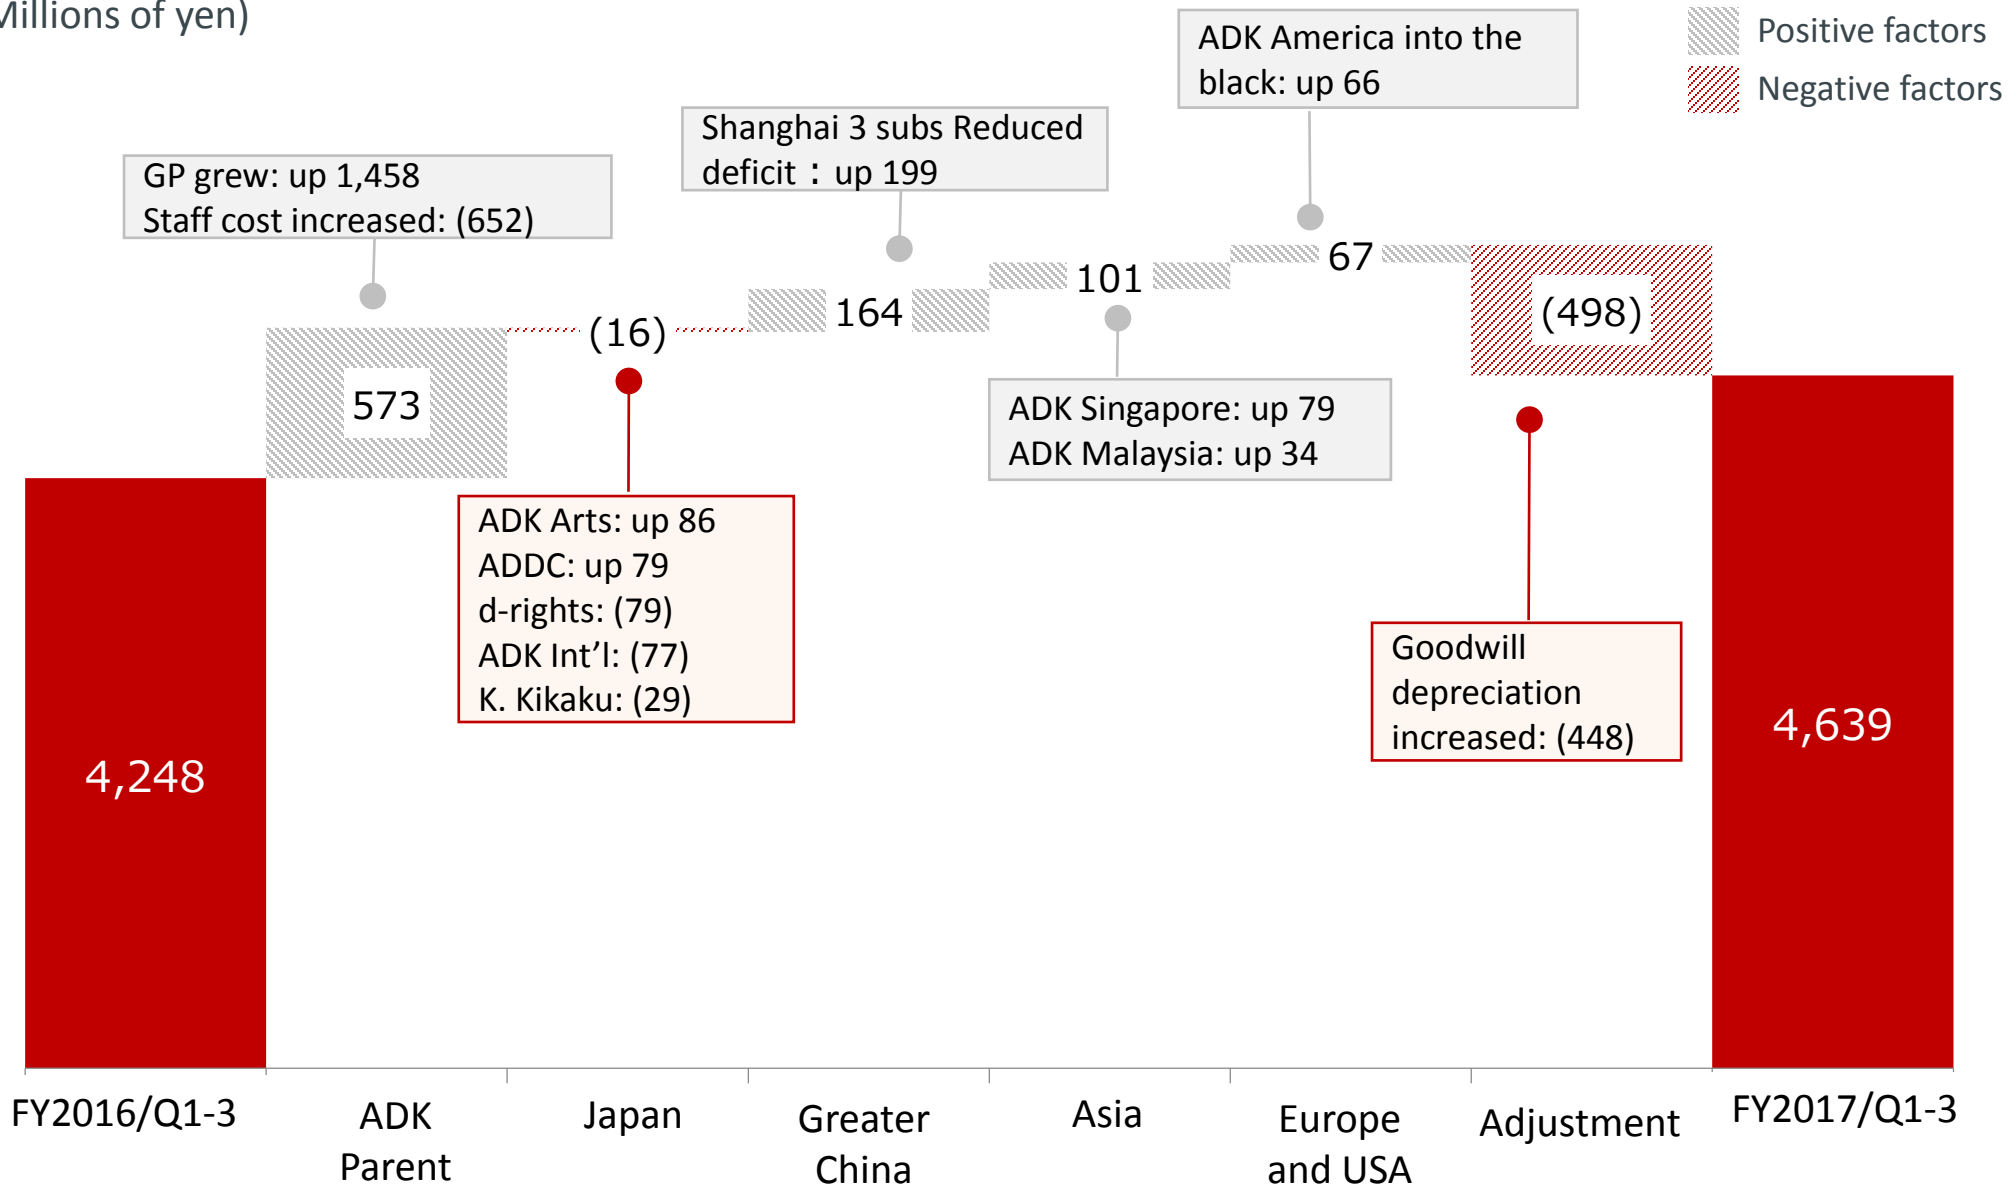 Millions of yen)
Positive factors
Negative factors
ADK America into the
black: up 66
Shanghai 3 subs Reduced
deficit：up 199
GP grew: up 1,458
Staff cost increased: (652)
573
(16)
164
101
67
(498)
ADK Singapore: up 79
ADK Malaysia: up 34
ADK Arts: up 86
ADDC: up 79
d-rights: (79)
ADK Int’l: (77)
K. Kikaku: (29)
Goodwill
depreciation
increased: (448)
4,248
4,639
FY2016/Q1-3
ADK
Parent
Japan
Greater
China
Asia
Europe
and USA
Adjustment
FY2017/Q1-3